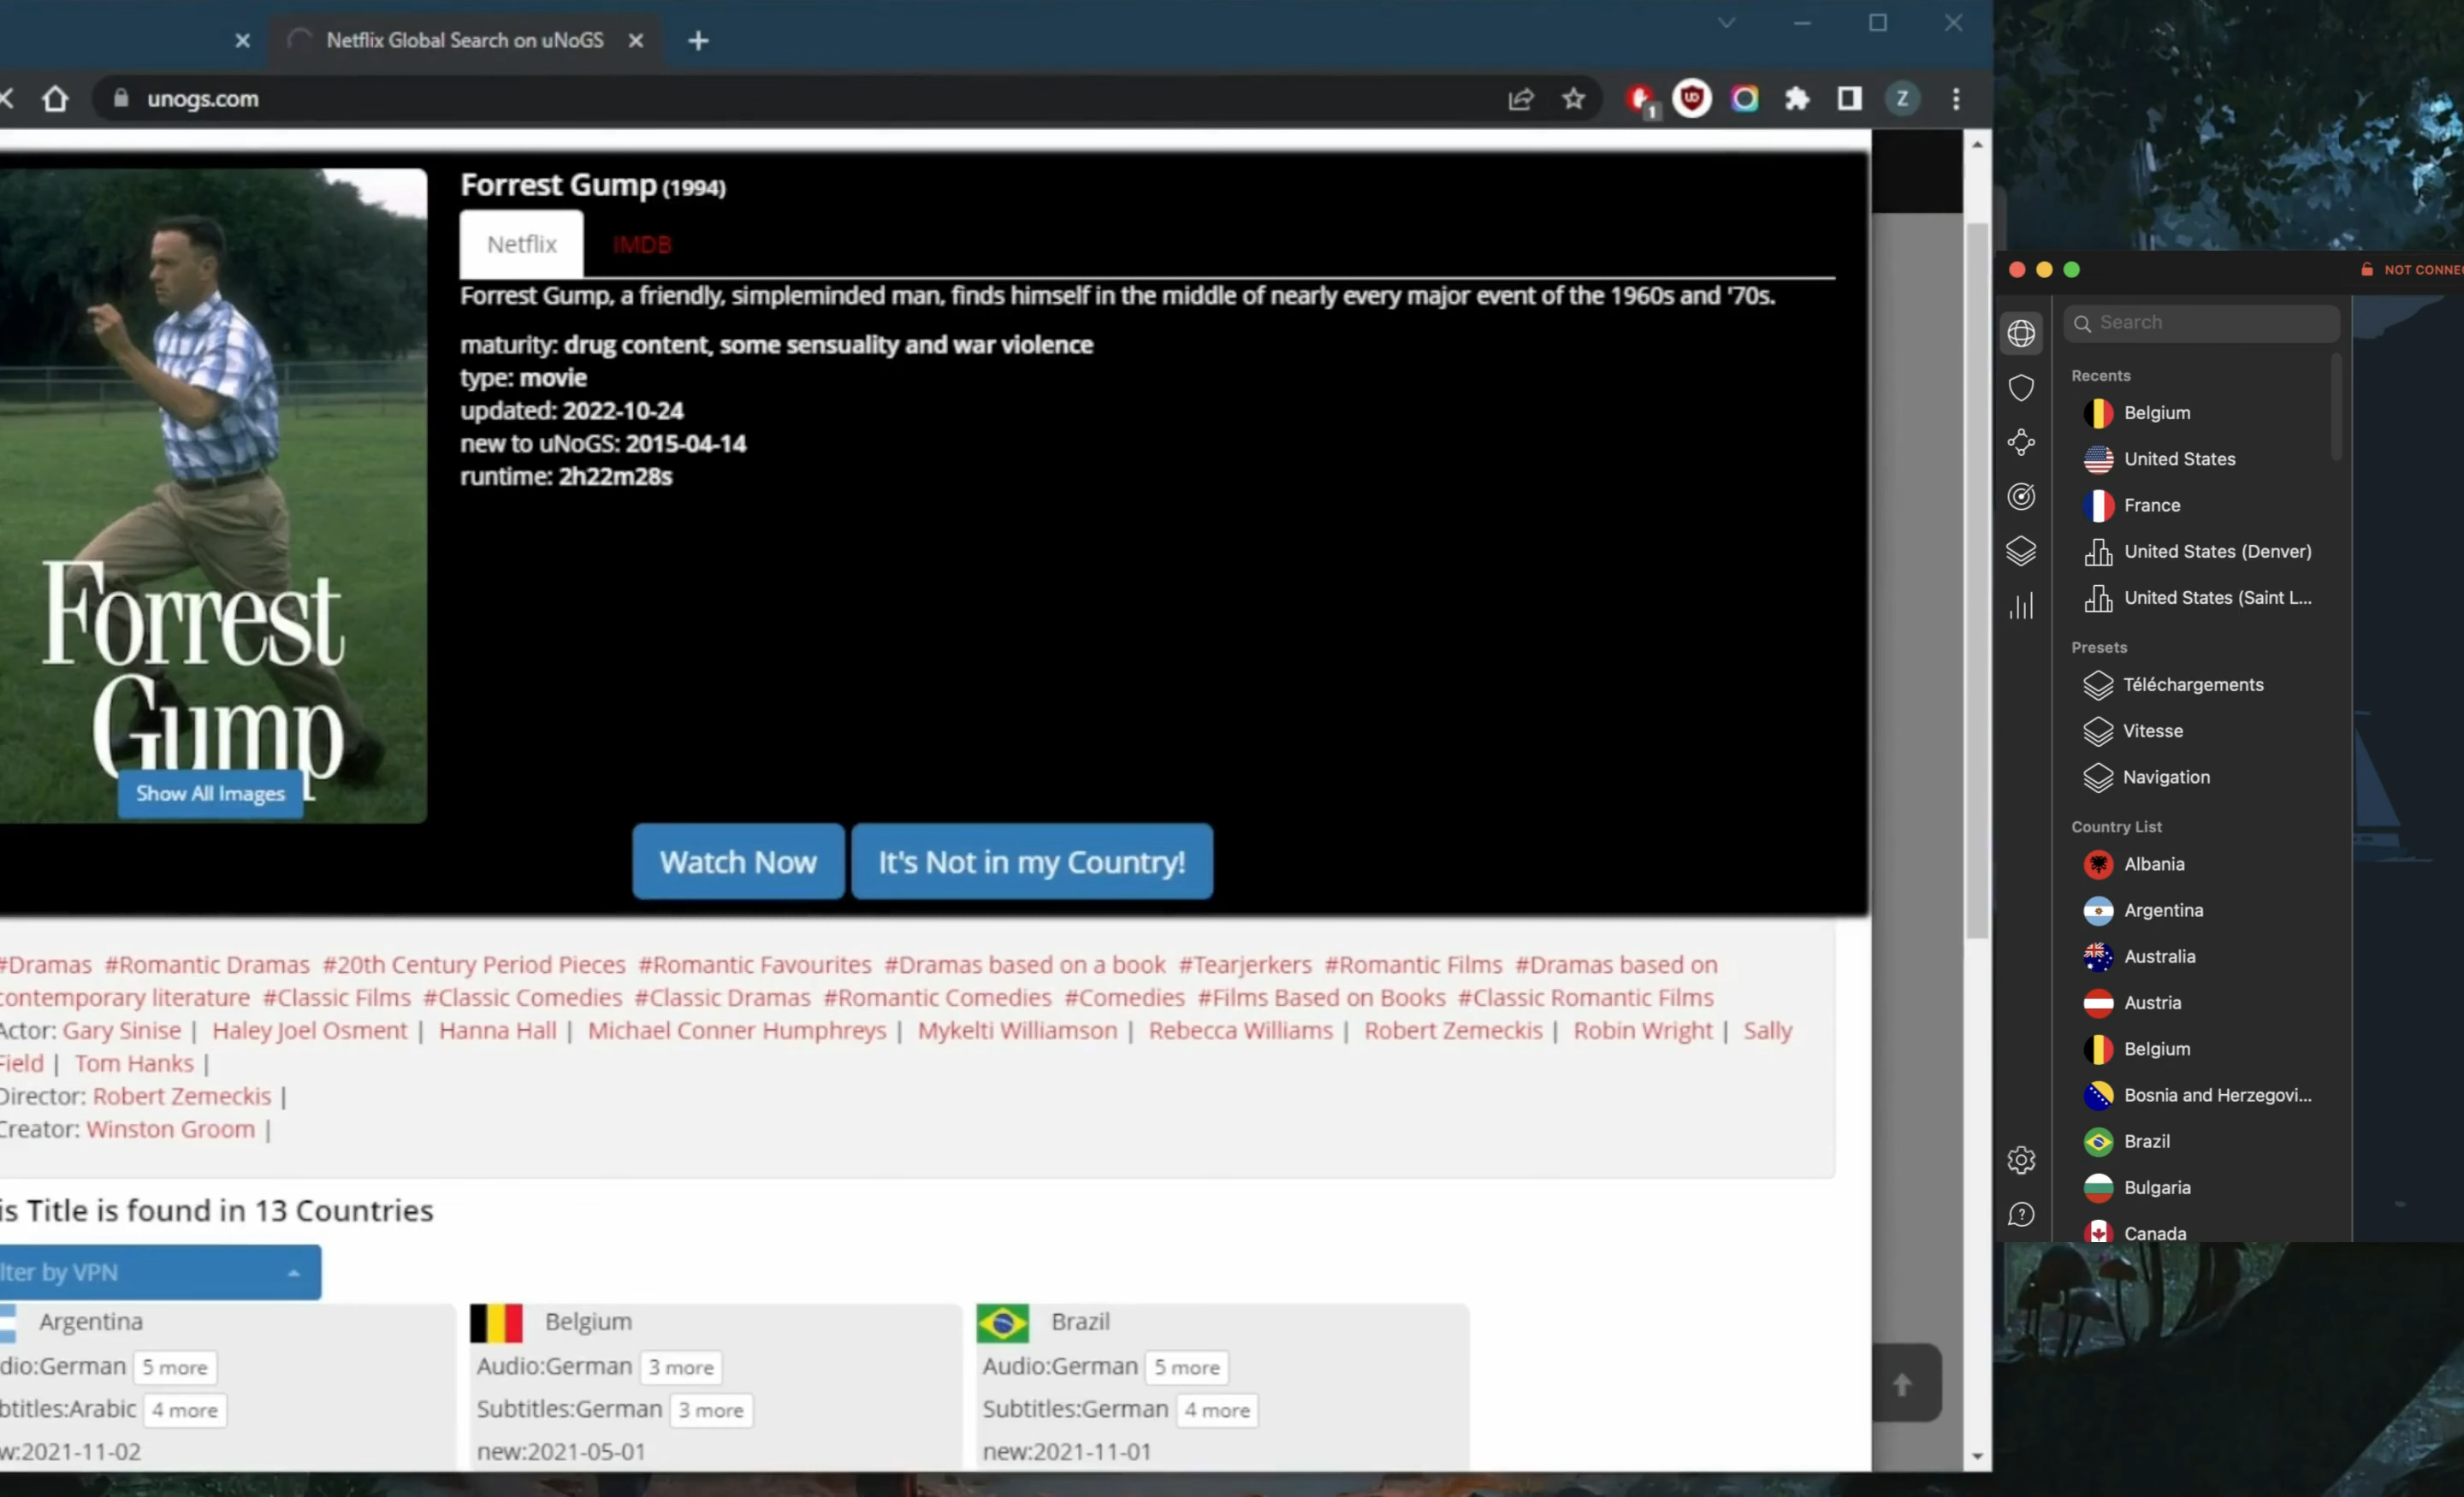 Netflix Global Search on uNoGS
unogs.com
1
Z
Forrest Gump (1994)
Netflix
IMDB
Forrest Gump, a friendly, simpleminded man, finds himself in the middle of nearly every major event of the 1960s and '70s.
maturity: drug content, some sensuality and war violence
type: movie
updated: 2022-10-24
new to uNoGS: 2015-04-14
runtime: 2h22m28s
Forrest
Gump
Show All Images
Watch Now
It's Not in my Country!
#Dramas #Romantic Dramas #20th Century Period Pieces #Romantic Favourites #Dramas based on a book #Tearjerkers #Romantic Films #Dramas based on
contemporary literature #Classic Films #Classic Comedies #Classic Dramas #Romantic Comedies #Comedies #Films Based on Books #Classic Romantic Films
Actor: Gary Sinise | Haley Joel Osment | Hanna Hall | Michael Conner Humphreys | Mykelti Williamson | Rebecca Williams | Robert Zemeckis | Robin Wright | Sally
Field | Tom Hanks |
Director: Robert Zemeckis |
Creator: Winston Groom |
is Title is found in 13 Countries
lter by VPN
Argentina
dio:German 5 more
btitles:Arabic 4 more
w:2021-11-02
Belgium
Audio:German 3 more
Subtitles:German 3 more
new:2021-05-01
Brazil
Audio:German 5 more
Subtitles:German 4 more
new:2021-11-01
NOT CONNE
Search
Recents
Belgium
United States
France
United States (Denver)
United States (Saint L...
Presets
Téléchargements
Vitesse
Navigation
Country List
Albania
Argentina
Australia
Austria
Belgium
Bosnia and Herzegovi...
Brazil
Bulgaria
Canada